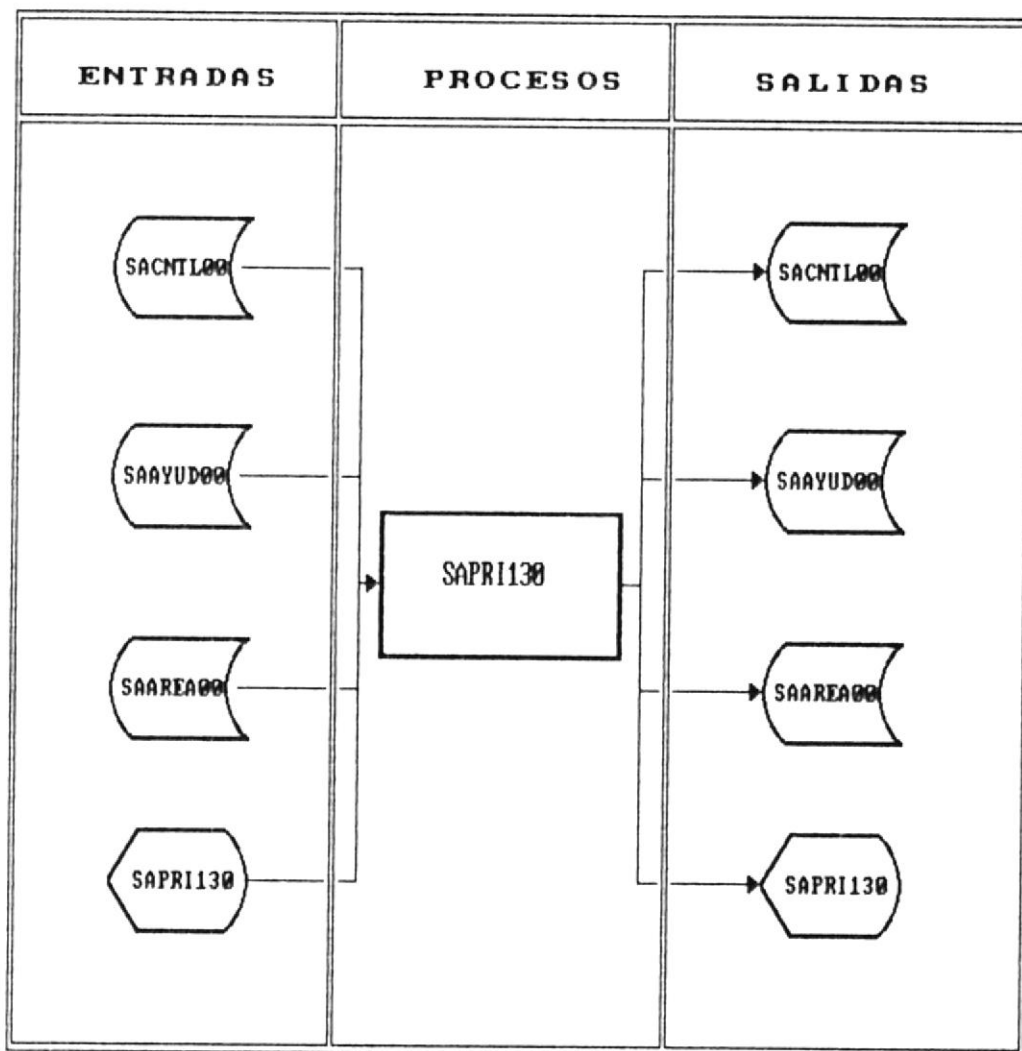 ENTRADAS PROCESOS SALIDAS
SACNTL00 SACNTL00
SAAYUD00 SAAYUD00
SAPRI130
SAAREA00 SAAREA00
SAPRI130 SAPRI130